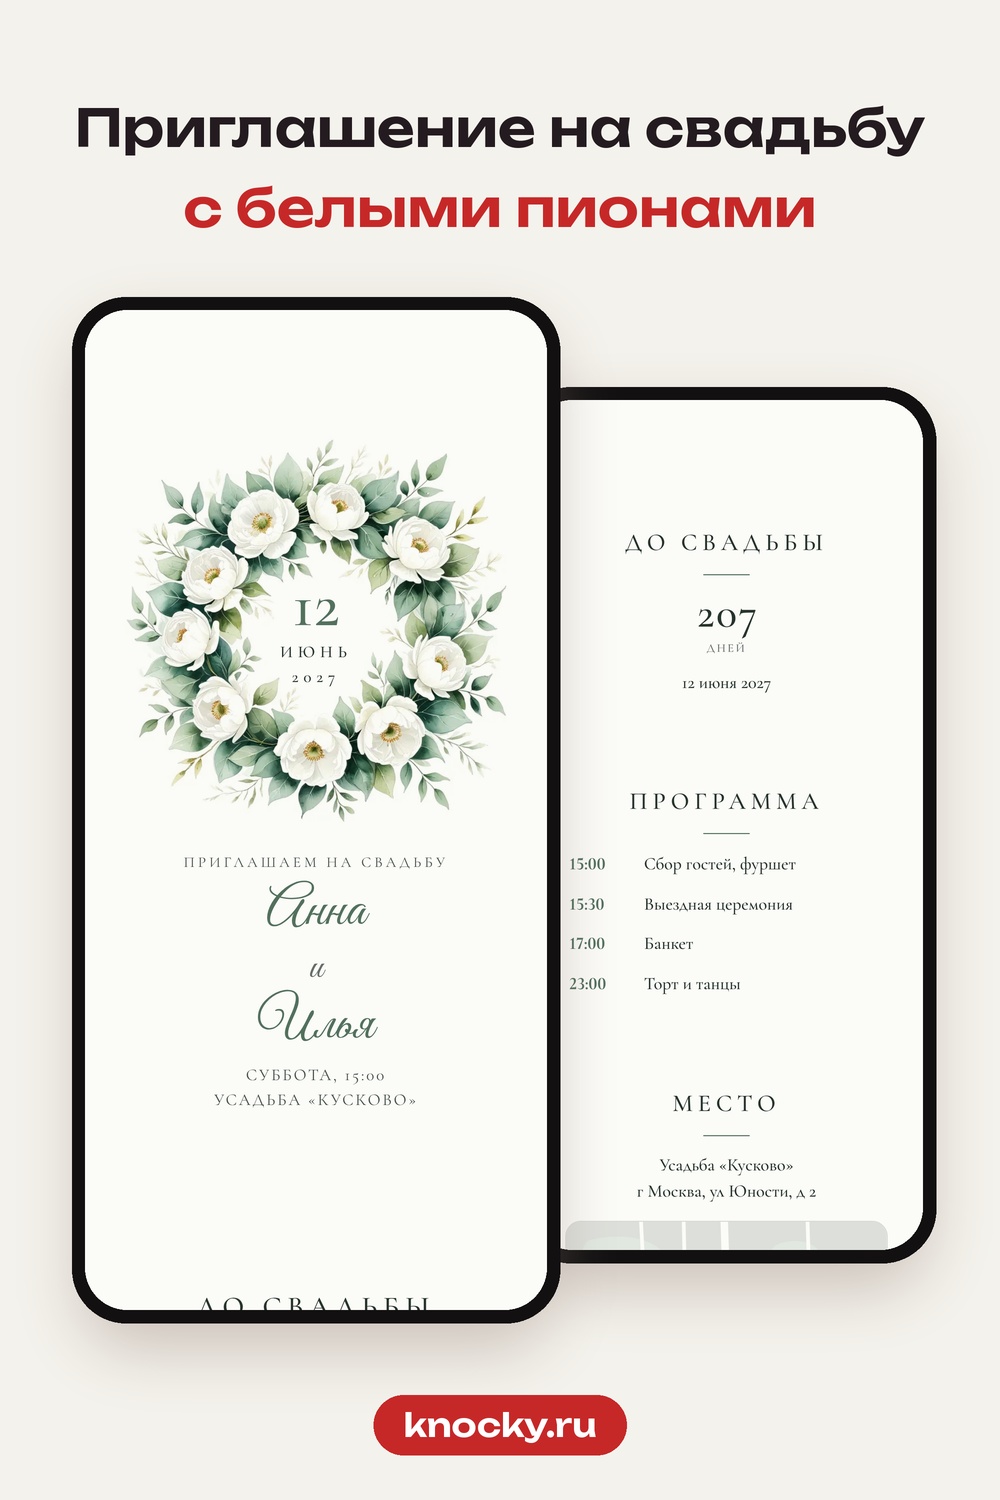 Приглашение на свадьбу
с белыми пионами
12
ИЮНЬ
2027
ПРИГЛАШАЕМ НА СВАДЬБУ
Анна
и
Илья
СУББОТА, 15:00
УСАДЬБА «КУСКОВО»
ДО СВАДЬБЫ
ДО СВАДЬБЫ
207
ДНЕЙ
12 июня 2027
ПРОГРАММА
15:00 Сбор гостей, фуршет
15:30 Выездная церемония
17:00 Банкет
23:00 Торт и танцы
МЕСТО
Усадьба «Кусково»
г Москва, ул Юности, д 2
knocky.ru